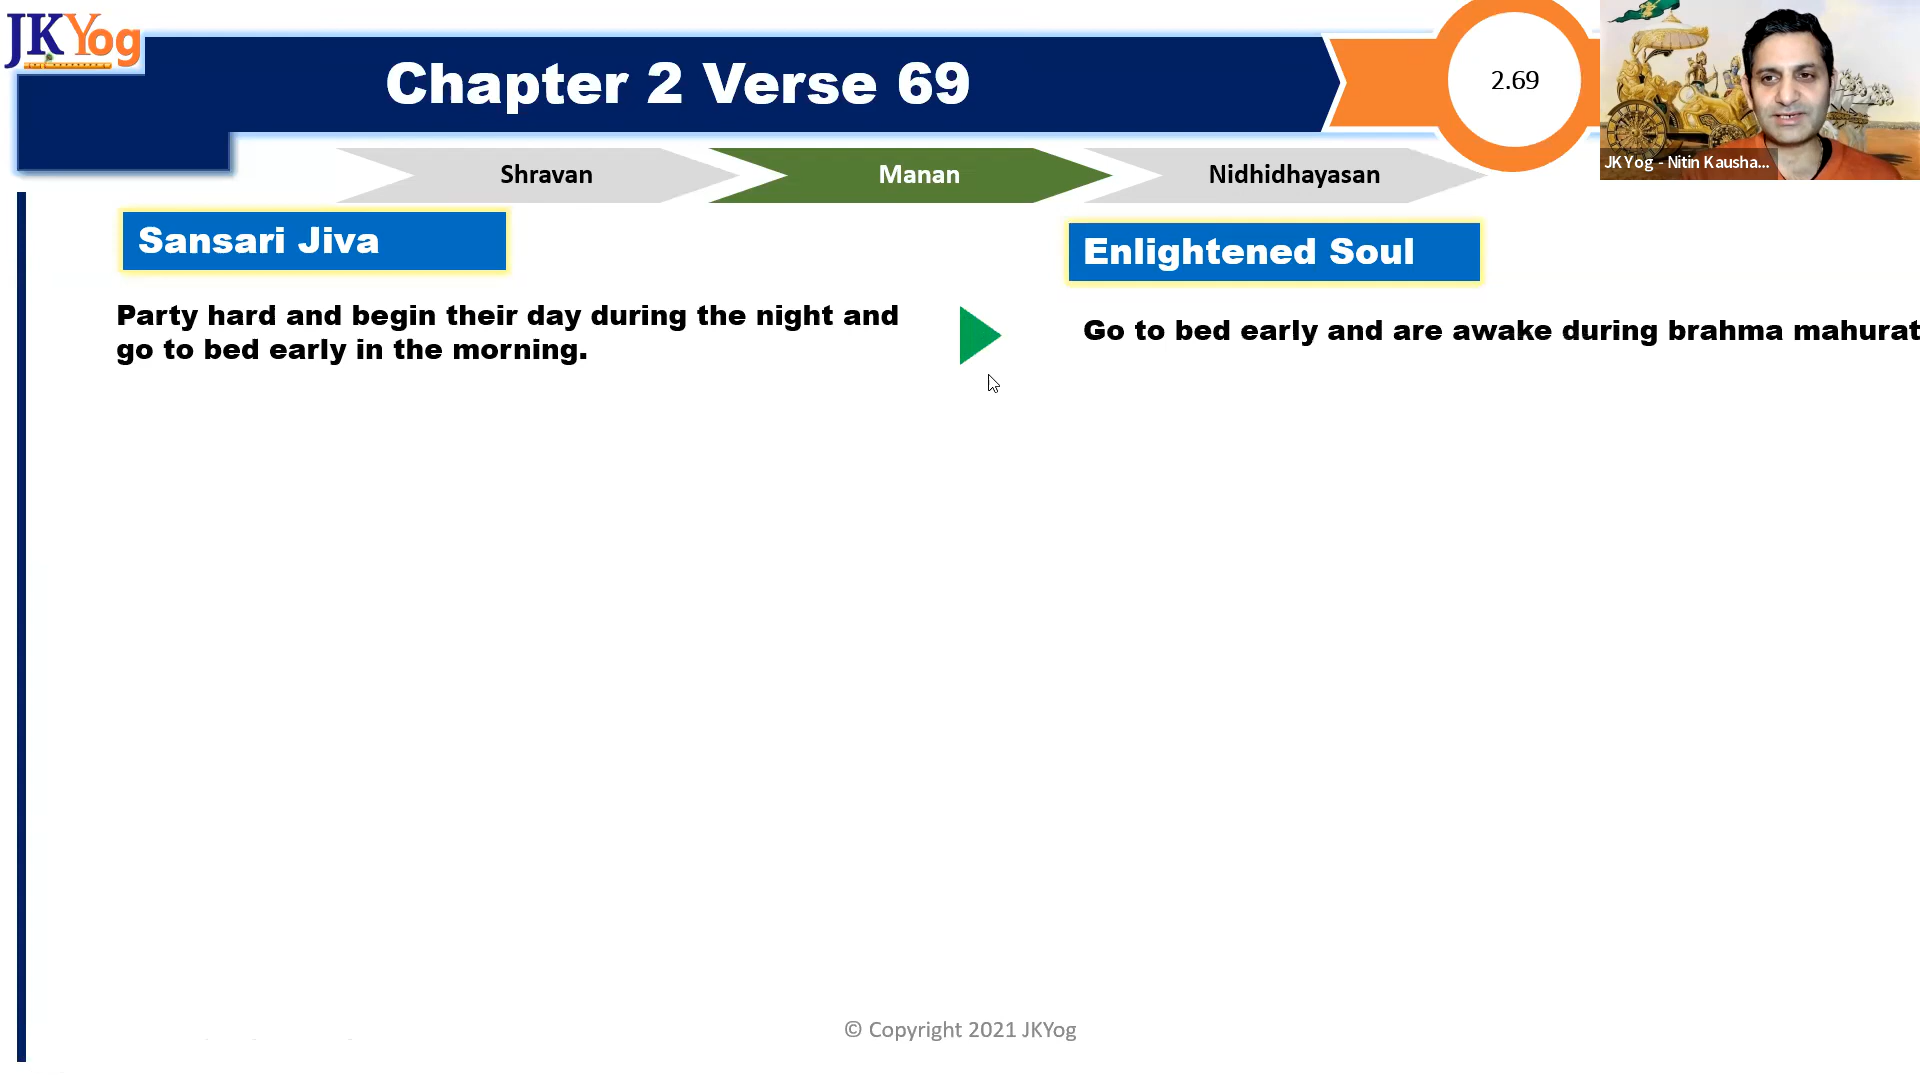 JKYog
Chapter 2 Verse 69
2.69
JKYog - Nitin Kausha...
Shravan
Manan
Nidhidhayasan
Sansari Jiva
Enlightened Soul
Party hard and begin their day during the night and
go to bed early in the morning.
Go to bed early and are awake during brahma mahurat
© Copyright 2021 JKYog